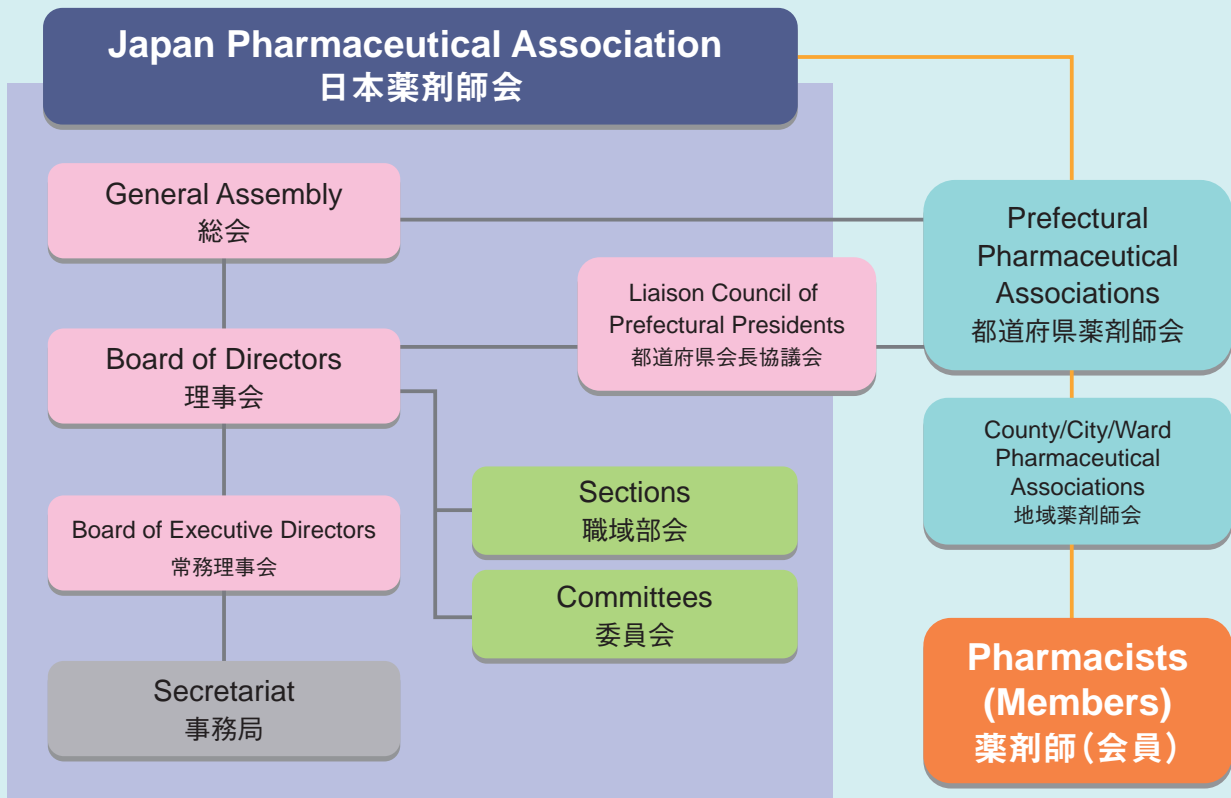 Japan Pharmaceutical Association
日本薬剤師会
General Assembly
総会
Board of Directors
理事会
Board of Executive Directors
常務理事会
Secretariat
事務局
Liaison Council of
Prefectural Presidents
都道府県会長協議会
Sections
職域部会
Committees
委員会
Prefectural
Pharmaceutical
Associations
都道府県薬剤師会
County/City/Ward
Pharmaceutical
Associations
地域薬剤師会
Pharmacists
(Members)
薬剤師(会員)